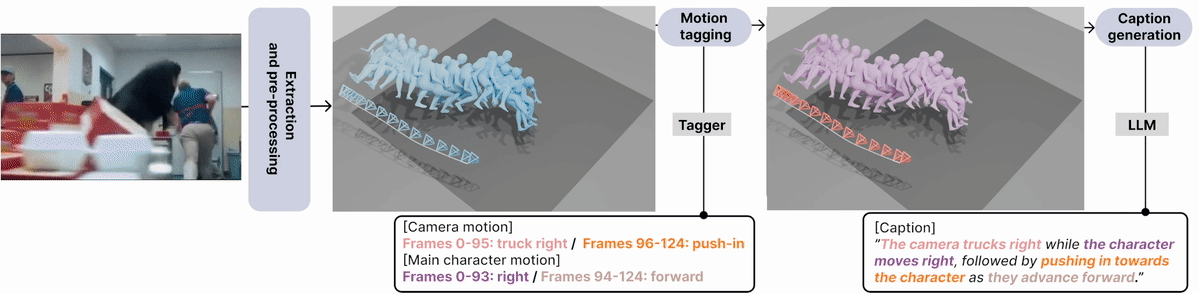 Extraction
and pre-processing
Motion
tagging
Caption
generation
Tagger
LLM
[Camera motion]
Frames 0-95: truck right / Frames 96-124: push-in
[Main character motion]
Frames 0-93: right / Frames 94-124: forward
[Caption]
“The camera trucks right while the character
moves right, followed by pushing in towards
the character as they advance forward.”